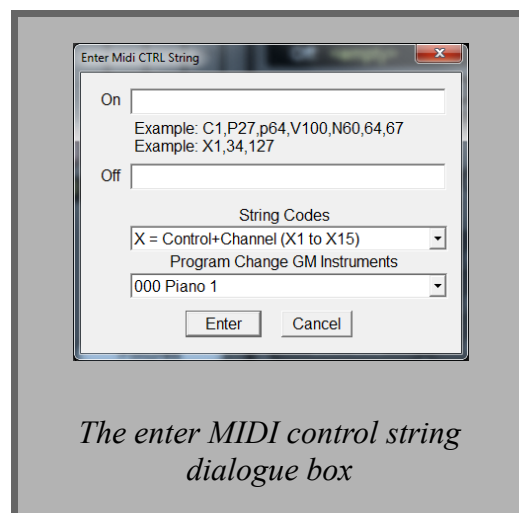 Enter Midi CTRL String
On
Example: C1,P27,p64,V100,N60,64,67
Example: X1,34,127
Off
String Codes
X = Control+Channel (X1 to X15)
Program Change GM Instruments
000 Piano 1
Enter Cancel
The enter MIDI control string
dialogue box